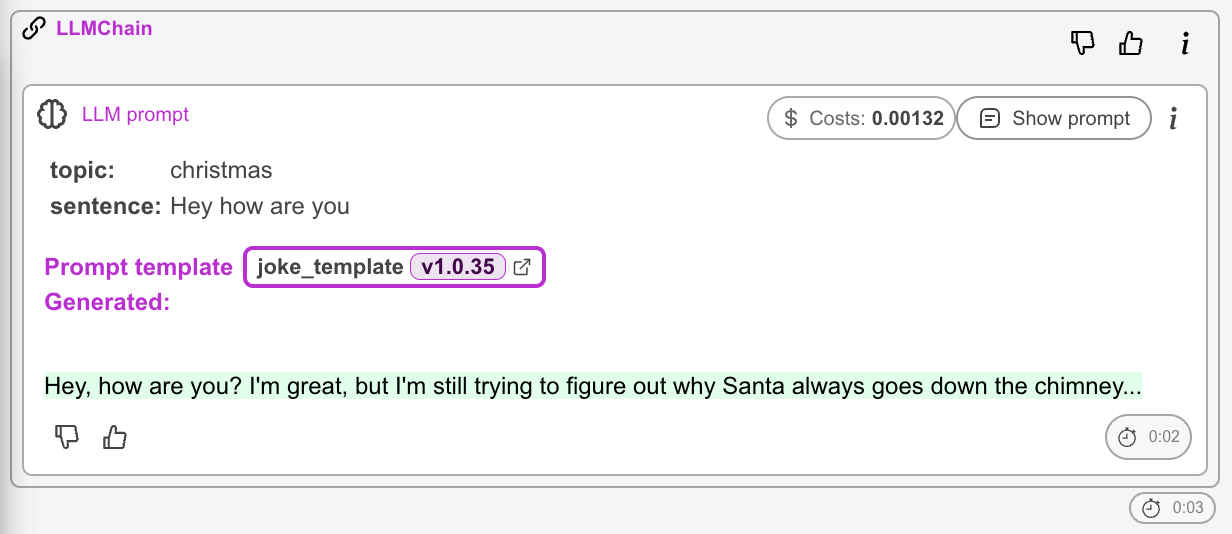 LLMChain
i
LLM prompt
$ Costs: 0.00132
Show prompt
i
topic: christmas
sentence: Hey how are you
Prompt template joke_template v1.0.35
Generated:
Hey, how are you? I'm great, but I'm still trying to figure out why Santa always goes down the chimney...
0:02
0:03